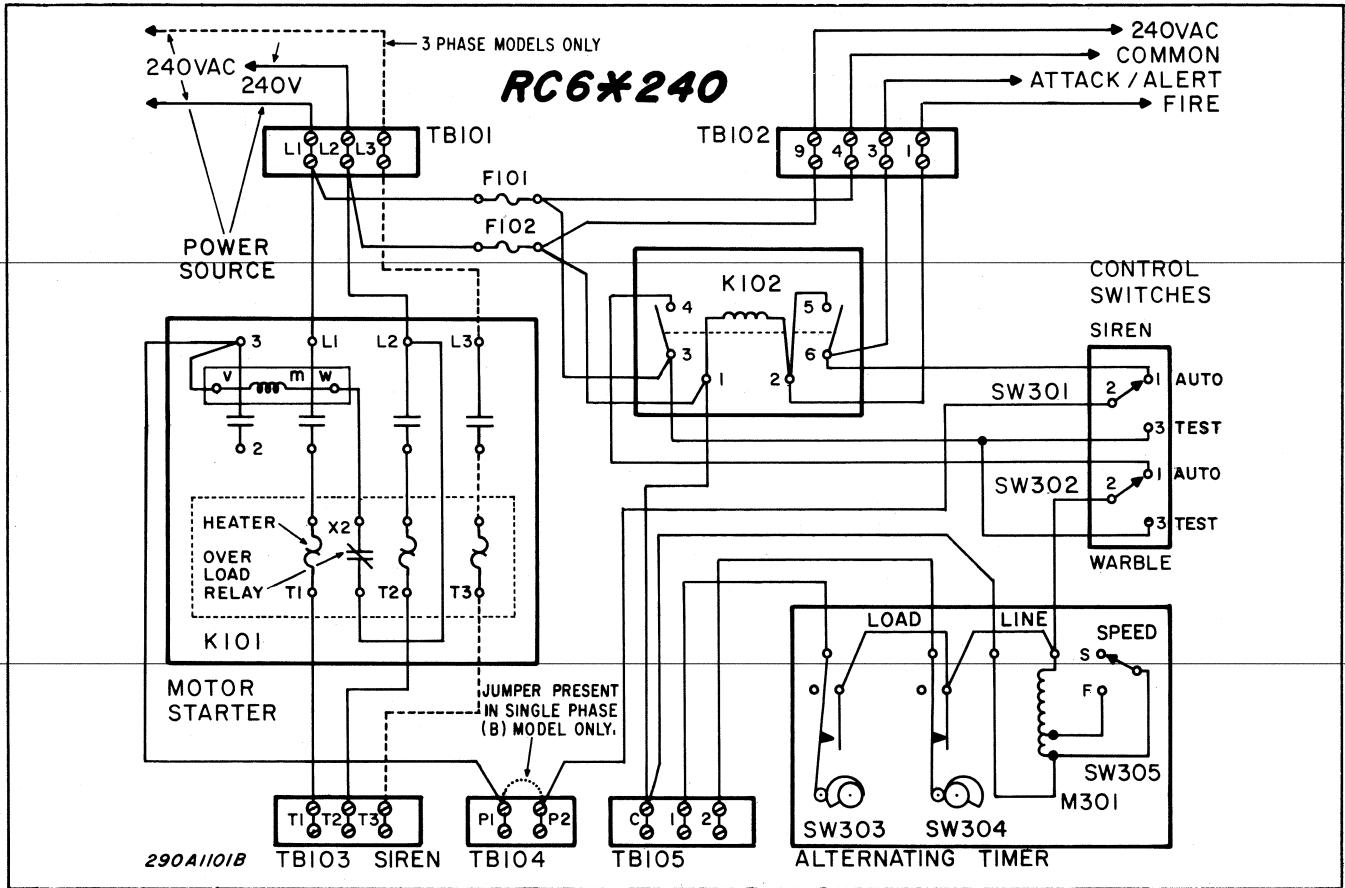 3 PHASE MODELS ONLY
240VAC
240V
RC6*240
240VAC
COMMON
ATTACK / ALERT
FIRE
TB101
L1 L2 L3
TB102
9 4 3 1
F101
F102
POWER
SOURCE
K102
4 5
3 6
1 2
CONTROL
SWITCHES
SIREN
SW301
2 1 AUTO
3 TEST
SW302
2 1 AUTO
3 TEST
WARBLE
3 L1 L2 L3
V m W
2
HEATER
X2
OVER
LOAD
RELAY
T1 T2 T3
K101
MOTOR
STARTER
JUMPER PRESENT
IN SINGLE PHASE
(B) MODEL ONLY.
LOAD LINE
SPEED
S
F
SW305
M301
SW303 SW304
T1 T2 T3
P1 P2
C 1 2
290A1101B
TB103 SIREN
TB104
TB105
ALTERNATING TIMER